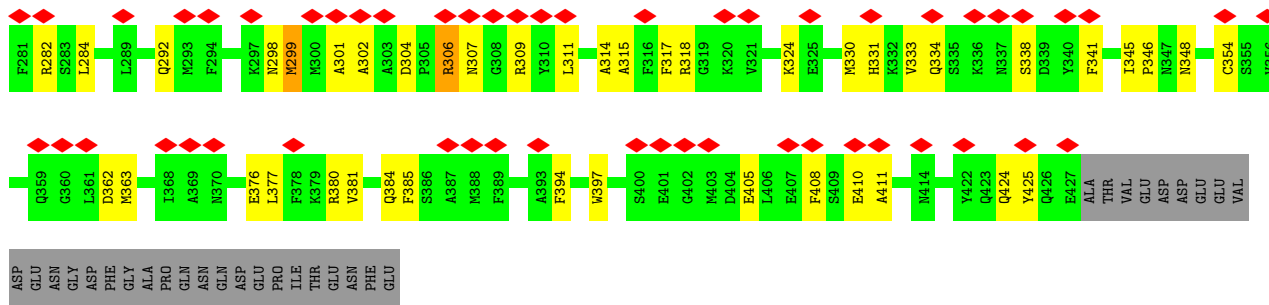 F281 R282 S283 L284 L289 Q292 M293 F294 K297 N298 M299 M300 A301 A302 A303 D304 P305 R306 N307 G308 R309 Y310 L311 A314 A315 F316 F317 R318 G319 K320 V321 K324 E325 M330 H331 K332 V333 Q334 S335 K336 N337 S338 D339 Y340 F341 I345 P346 N347 N348 C354 S355
Q359 G360 L361 D362 M363 I368 A369 N370 E376 L377 F378 K379 R380 V381 Q384 F385 S386 A387 M388 F389 A393 F394 W397 S400 E401 G402 M403 D404 E405 L406 E407 F408 S409 E410 A411 N414 Y422 Q423 Q424 Y425 Q426 E427 ALA THR VAL GLU ASP ASP GLU GLU VAL
ASP GLU ASN GLY ASP PHE GLY ALA PRO GLN ASN GLN ASP GLU PRO ILE THR GLU ASN PHE GLU